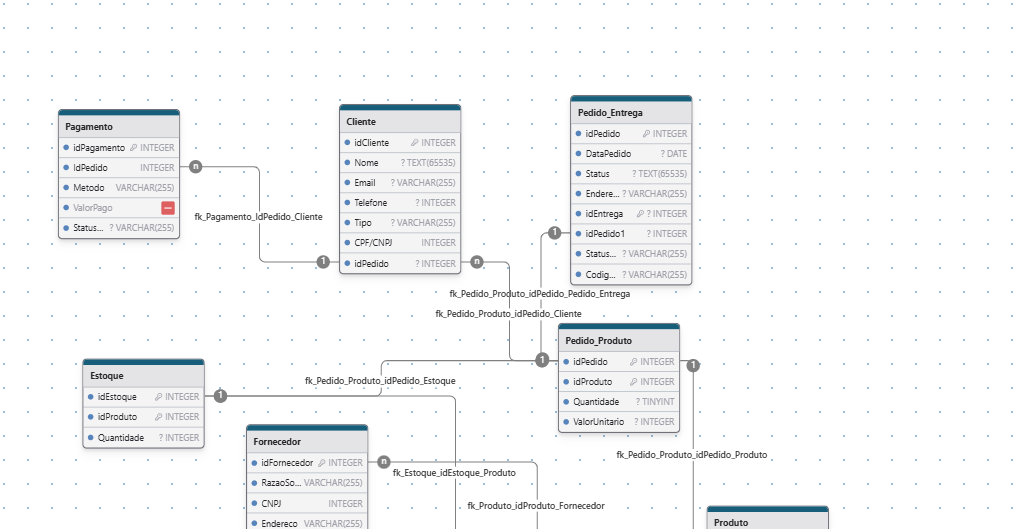 Pagamento
idPagamento INTEGER
IdPedido INTEGER
Metodo VARCHAR(255)
ValorPago
Status... ? VARCHAR(255)
n
fk_Pagamento_IdPedido_Cliente
1
Cliente
idCliente INTEGER
Nome ? TEXT(65535)
Email ? VARCHAR(255)
Telefone ? INTEGER
Tipo ? VARCHAR(255)
CPF/CNPJ INTEGER
idPedido ? INTEGER
n
Pedido_Entrega
idPedido INTEGER
DataPedido ? DATE
Status ? TEXT(65535)
Endere... ? VARCHAR(255)
idEntrega ? INTEGER
idPedido1 ? INTEGER
Status... ? VARCHAR(255)
Codig... ? VARCHAR(255)
1
fk_Pedido_Produto_idPedido_Pedido_Entrega
fk_Pedido_Produto_idPedido_Cliente
1
Pedido_Produto
idPedido INTEGER
idProduto INTEGER
Quantidade ? TINYINT
ValorUnitario ? INTEGER
1
Estoque
idEstoque INTEGER
idProduto INTEGER
Quantidade ? INTEGER
1
fk_Pedido_Produto_idPedido_Estoque
Fornecedor
idFornecedor INTEGER
RazaoSo... VARCHAR(255)
CNPJ INTEGER
Endereco VARCHAR(255)
n
fk_Pedido_Produto_idPedido_Produto
fk_Estoque_idEstoque_Produto
fk_Produto_idProduto_Fornecedor
Produto